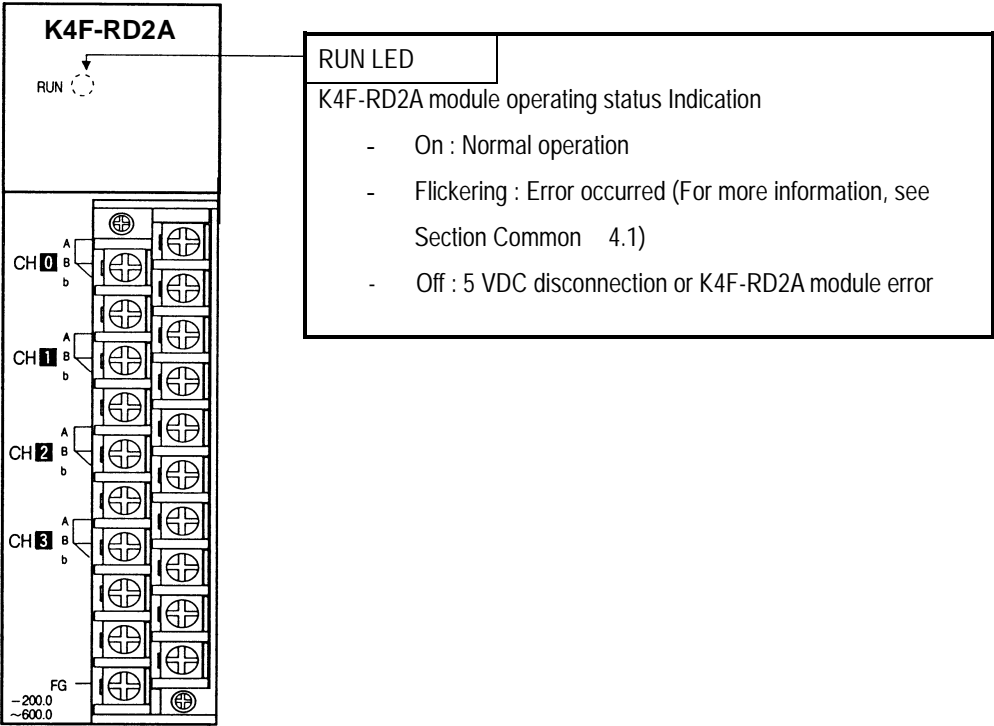 K4F-RD2A
RUN
RUN LED
K4F-RD2A module operating status Indication
- On : Normal operation
- Flickering : Error occurred (For more information, see
Section Common 4.1)
- Off : 5 VDC disconnection or K4F-RD2A module error
A
CH 0 B
b
A
CH 1 B
b
A
CH 2 B
b
A
CH 3 B
b
FG
-200.0
~600.0